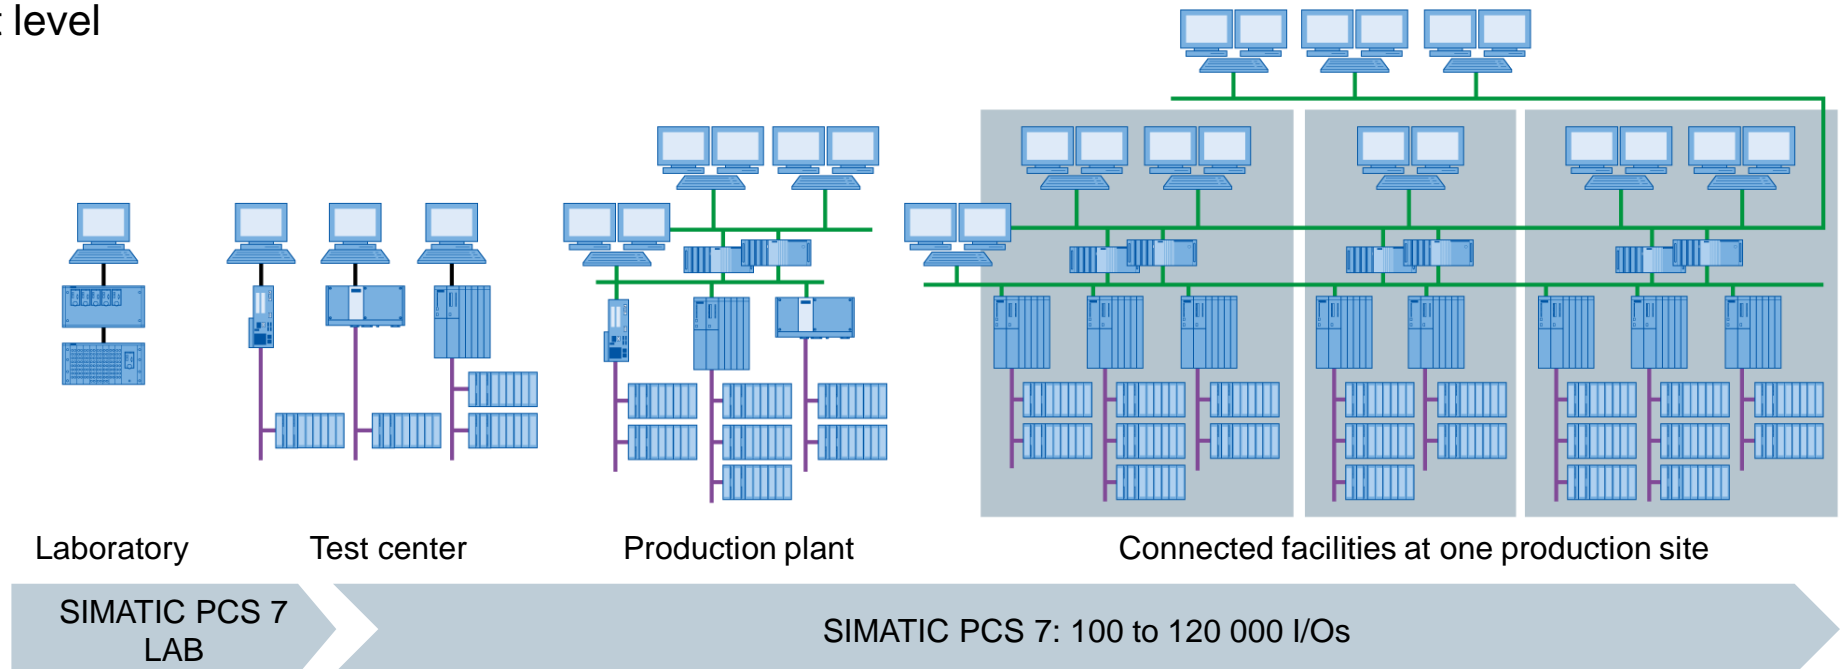 level
Laboratory
Test center
Production plant
Connected facilities at one production site
SIMATIC PCS 7
LAB
SIMATIC PCS 7: 100 to 120 000 I/Os